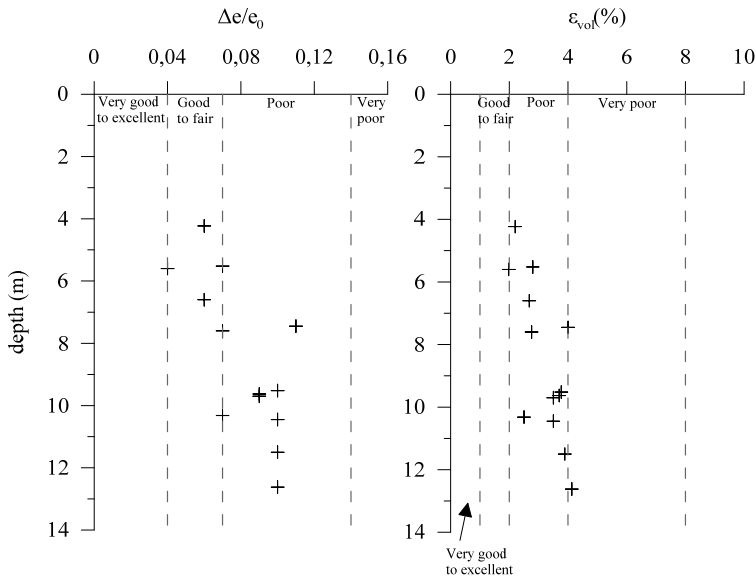 Δe/e0
0 0,04 0,08 0,12 0,16
Very good
to excellent
Good
to fair
Poor
Very
poor
0
2
4
6
8
10
12
14
depth (m)
εvol(%)
0 2 4 6 8 10
Good
to fair
Poor
Very poor
0
2
4
6
8
10
12
14
Very good
to excellent